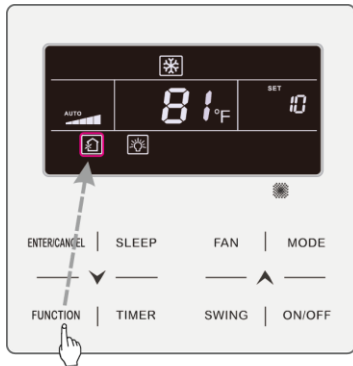 SET
AUTO 81°F 10
ENTER/CANCEL SLEEP FAN MODE
FUNCTION TIMER SWING ON/OFF